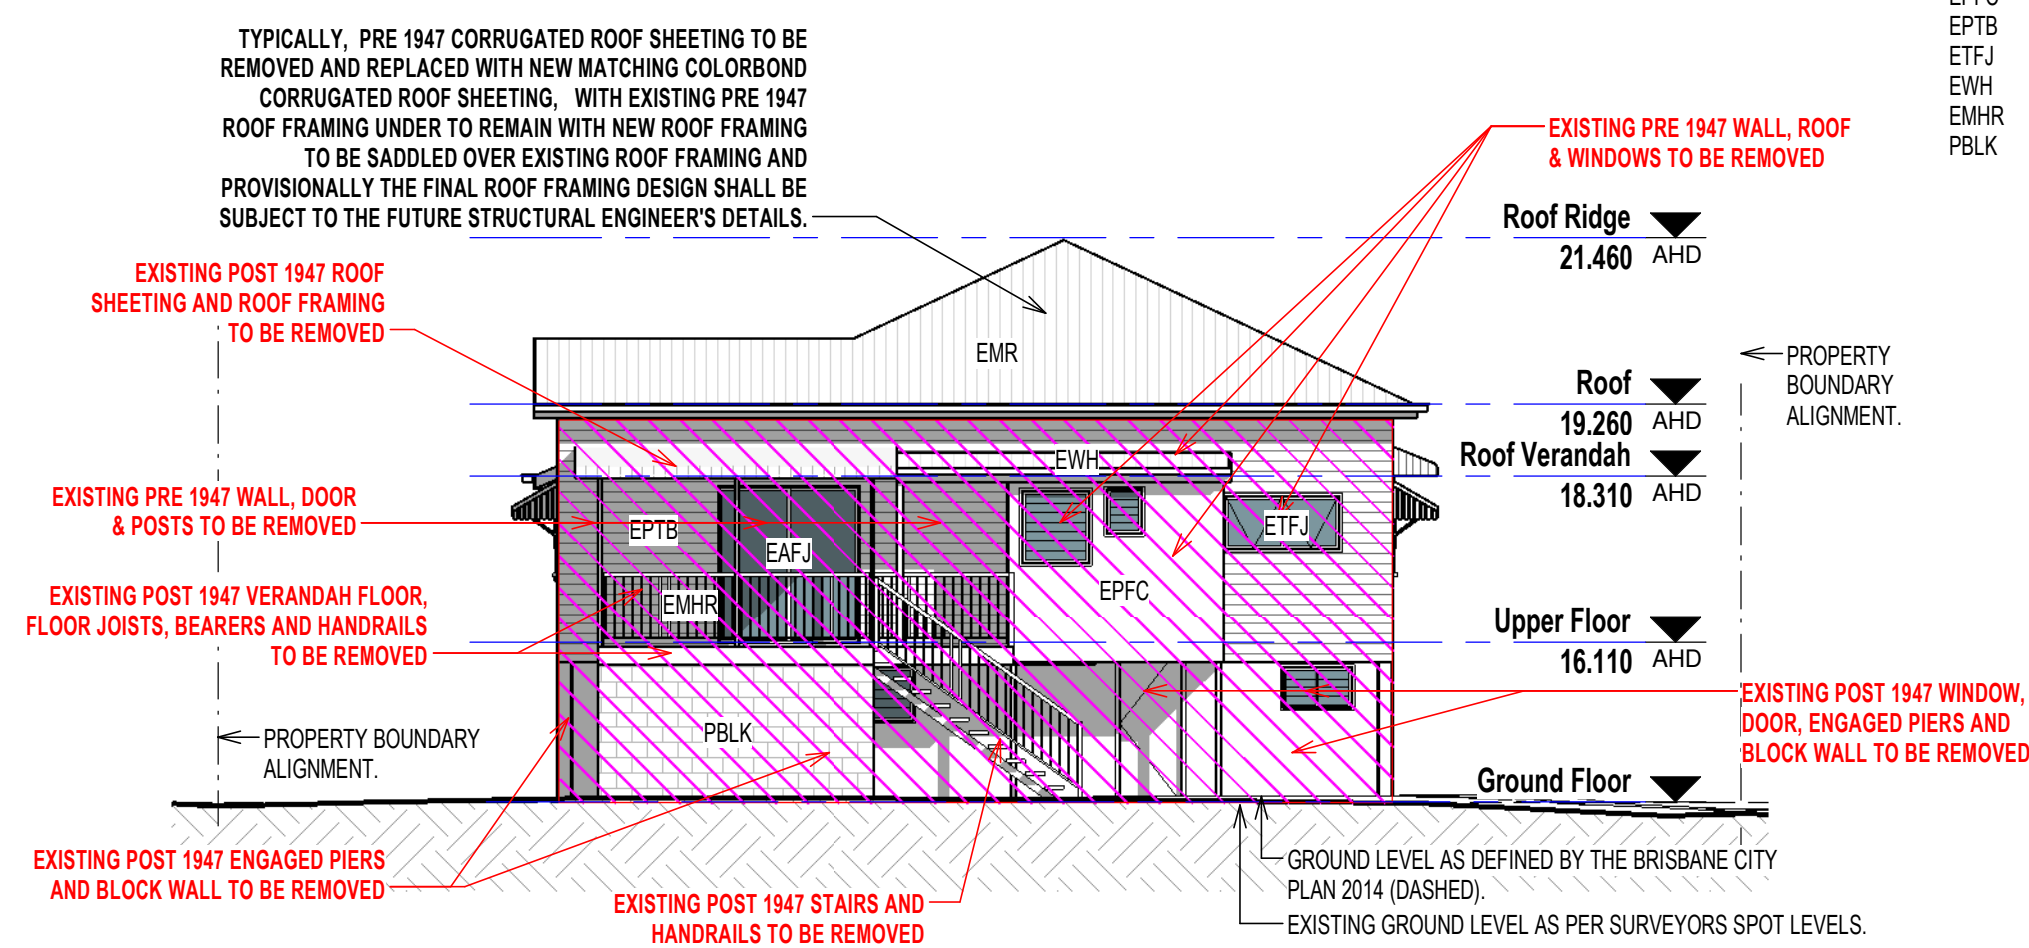 TYPICALLY, PRE 1947 CORRUGATED ROOF SHEETING TO BE
REMOVED AND REPLACED WITH NEW MATCHING COLORBOND
CORRUGATED ROOF SHEETING, WITH EXISTING PRE 1947
ROOF FRAMING UNDER TO REMAIN WITH NEW ROOF FRAMING
TO BE SADDLED OVER EXISTING ROOF FRAMING AND
PROVISIONALLY THE FINAL ROOF FRAMING DESIGN SHALL BE
SUBJECT TO THE FUTURE STRUCTURAL ENGINEER'S DETAILS.
EPTB
ETFJ
EWH
EMHR
PBLK
EXISTING PRE 1947 WALL, ROOF
& WINDOWS TO BE REMOVED
Roof Ridge
21.460 AHD
EXISTING POST 1947 ROOF
SHEETING AND ROOF FRAMING
TO BE REMOVED
EMR
PROPERTY
BOUNDARY
ALIGNMENT.
Roof
19.260 AHD
Roof Verandah
18.310 AHD
EWH
EXISTING PRE 1947 WALL, DOOR
& POSTS TO BE REMOVED
EPTB
EAFJ
ETFJ
EXISTING POST 1947 VERANDAH FLOOR,
FLOOR JOISTS, BEARERS AND HANDRAILS
TO BE REMOVED
EMHR
EPFC
Upper Floor
16.110 AHD
EXISTING POST 1947 WINDOW,
DOOR, ENGAGED PIERS AND
BLOCK WALL TO BE REMOVED
PROPERTY BOUNDARY
ALIGNMENT.
PBLK
Ground Floor
EXISTING POST 1947 ENGAGED PIERS
AND BLOCK WALL TO BE REMOVED
EXISTING POST 1947 STAIRS AND
HANDRAILS TO BE REMOVED
GROUND LEVEL AS DEFINED BY THE BRISBANE CITY
PLAN 2014 (DASHED).
EXISTING GROUND LEVEL AS PER SURVEYORS SPOT LEVELS.